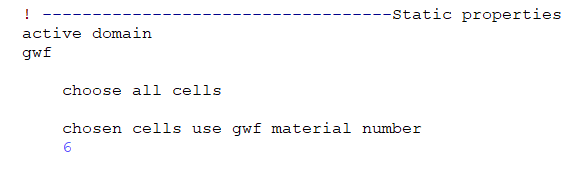 ! -----------------------------------Static properties
active domain
gwf
choose all cells
chosen cells use gwf material number
6